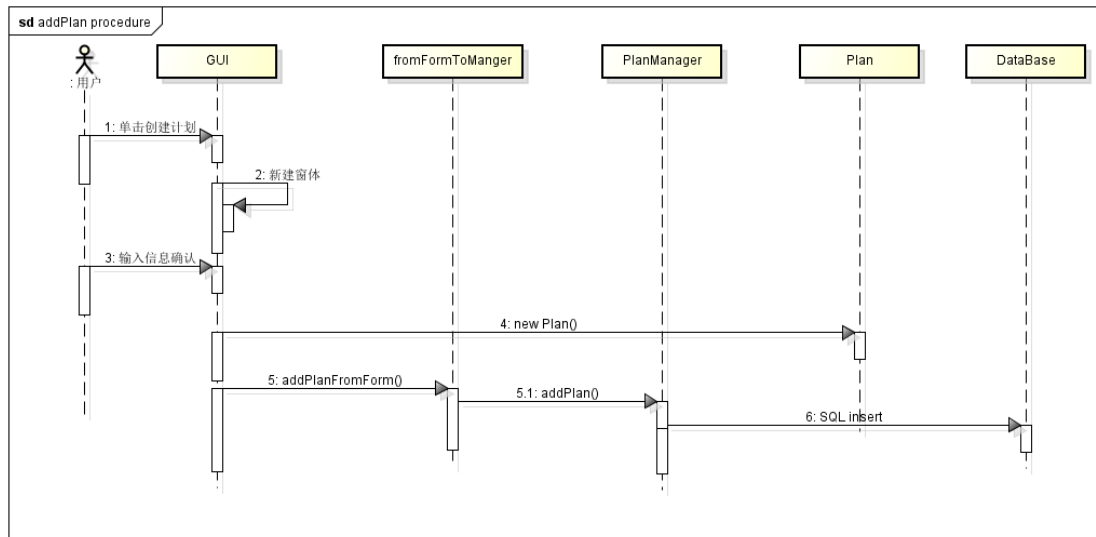 sd addPlan procedure
: 用户
GUI
fromFormToManger
PlanManager
Plan
DataBase
1: 单击创建计划
2: 新建窗体
3: 输入信息确认
4: new Plan()
5: addPlanFromForm()
5.1: addPlan()
6: SQL insert